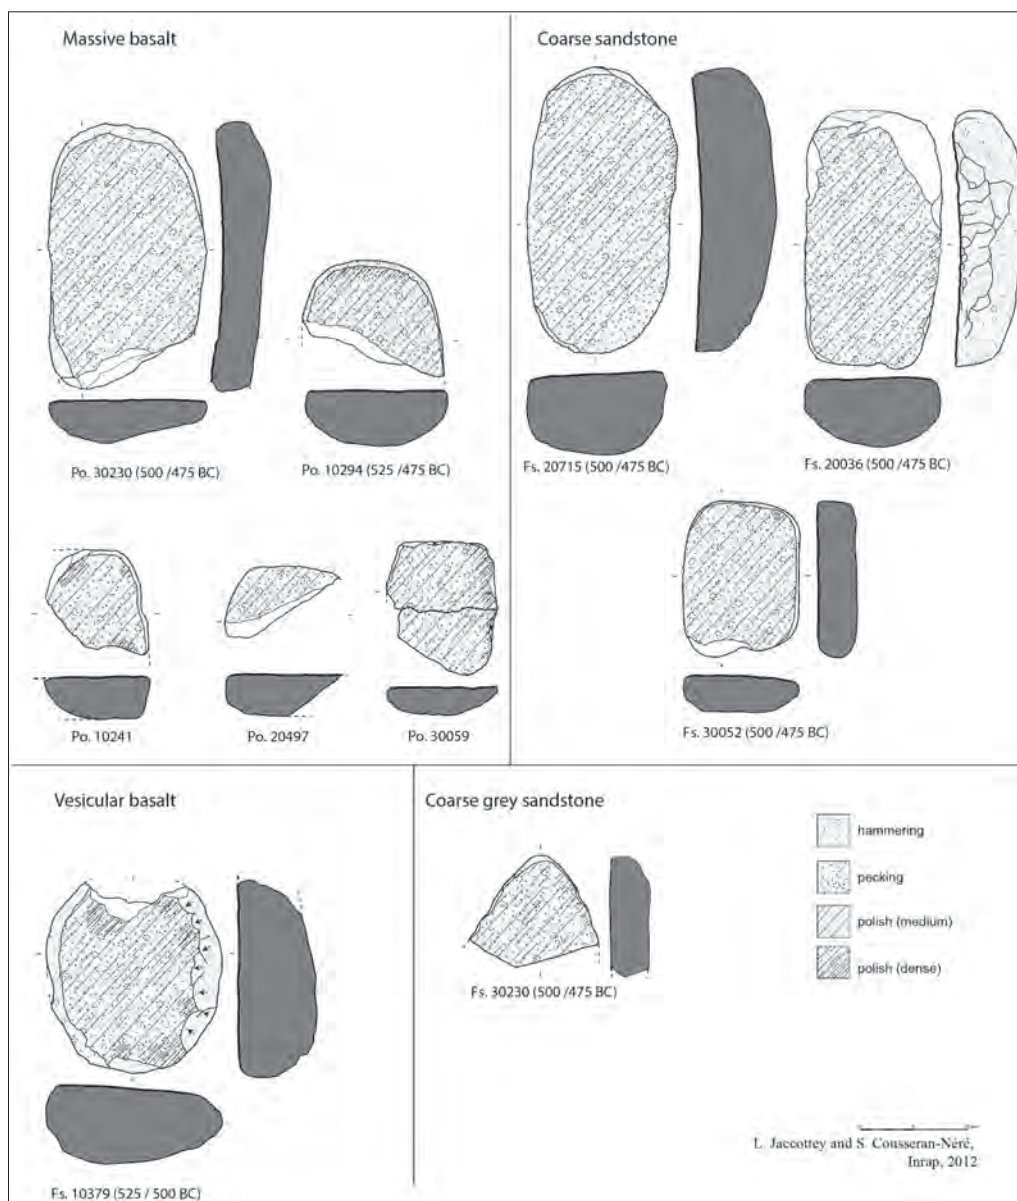 Massive basalt
Po. 30230 (500 /475 BC)
Po. 10294 (525 /475 BC)
Po. 10241
Po. 20497
Po. 30059
Coarse sandstone
Fs. 20715 (500 /475 BC)
Fs. 20036 (500 /475 BC)
Fs. 30052 (500 /475 BC)
Vesicular basalt
Fs. 10379 (525 / 500 BC)
Coarse grey sandstone
Fs. 30230 (500 /475 BC)
hammering
pecking
polish (medium)
polish (dense)
L. Jaccottey and S. Cousseran-Néré,
Inrap, 2012